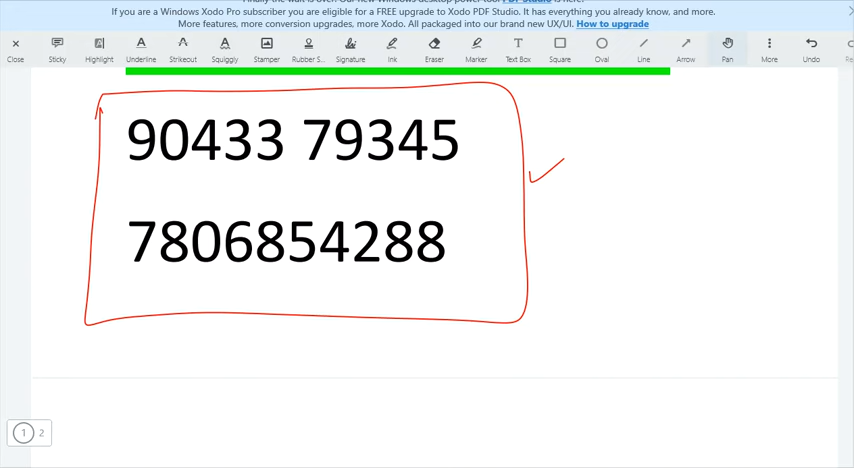 If you are a Windows Xodo Pro subscriber you are eligible for a FREE upgrade to Xodo PDF Studio. It has everything you already know, and more.
More features, more conversion upgrades, more Xodo. All packaged into our brand new UX/UI. How to upgrade
Close
Sticky
Highlight
Underline
Strikeout
Squiggly
Stamper
Rubber S...
Signature
Ink
Eraser
Marker
Text Box
Square
Oval
Line
Arrow
Pan
More
Undo
90433 79345
7806854288
1 2